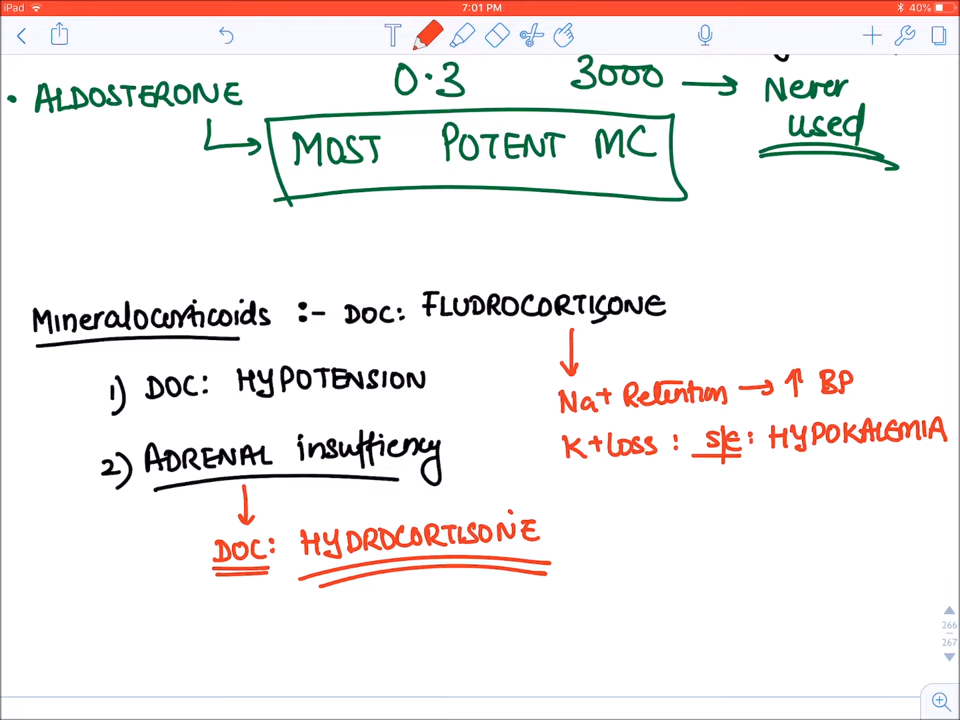 iPad 7:01 PM 40%
T
• ALDOSTERONE 0.3 3000 → Never used
MOST POTENT MC
Mineralocorticoids :- DOC: FLUDROCORTISONE
Na+ Retention → ↑ BP
1) DOC: HYPOTENSION
K+ Loss : S/E : HYPOKALEMIA
2) ADRENAL insufficiency
DOC: HYDROCORTISONE
266
267